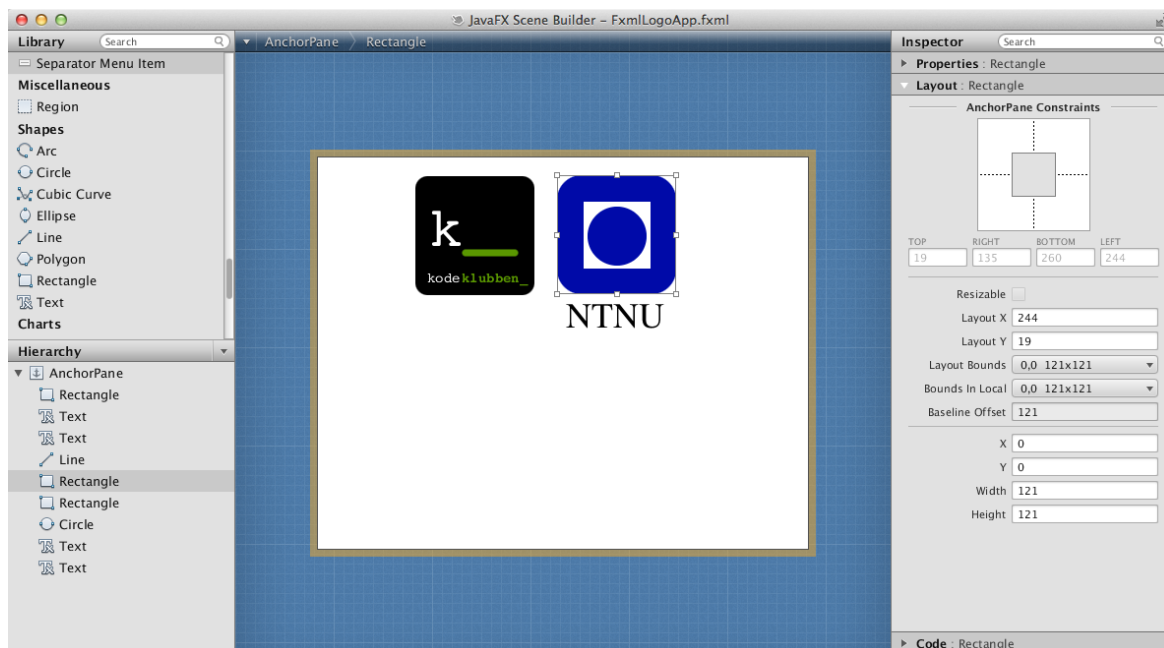 JavaFX Scene Builder – FxmlLogoApp.fxml
Library Search
Separator Menu Item
Miscellaneous
Region
Shapes
Arc
Circle
Cubic Curve
Ellipse
Line
Polygon
Rectangle
Text
Charts
Hierarchy
AnchorPane
Rectangle
Text
Text
Line
Rectangle
Rectangle
Circle
Text
Text
AnchorPane Rectangle
k_
kodeklubben_
NTNU
Inspector Search
Properties : Rectangle
Layout : Rectangle
AnchorPane Constraints
TOP RIGHT BOTTOM LEFT
19 135 260 244
Resizable
Layout X 244
Layout Y 19
Layout Bounds 0,0 121x121
Bounds In Local 0,0 121x121
Baseline Offset 121
X 0
Y 0
Width 121
Height 121
Code : Rectangle